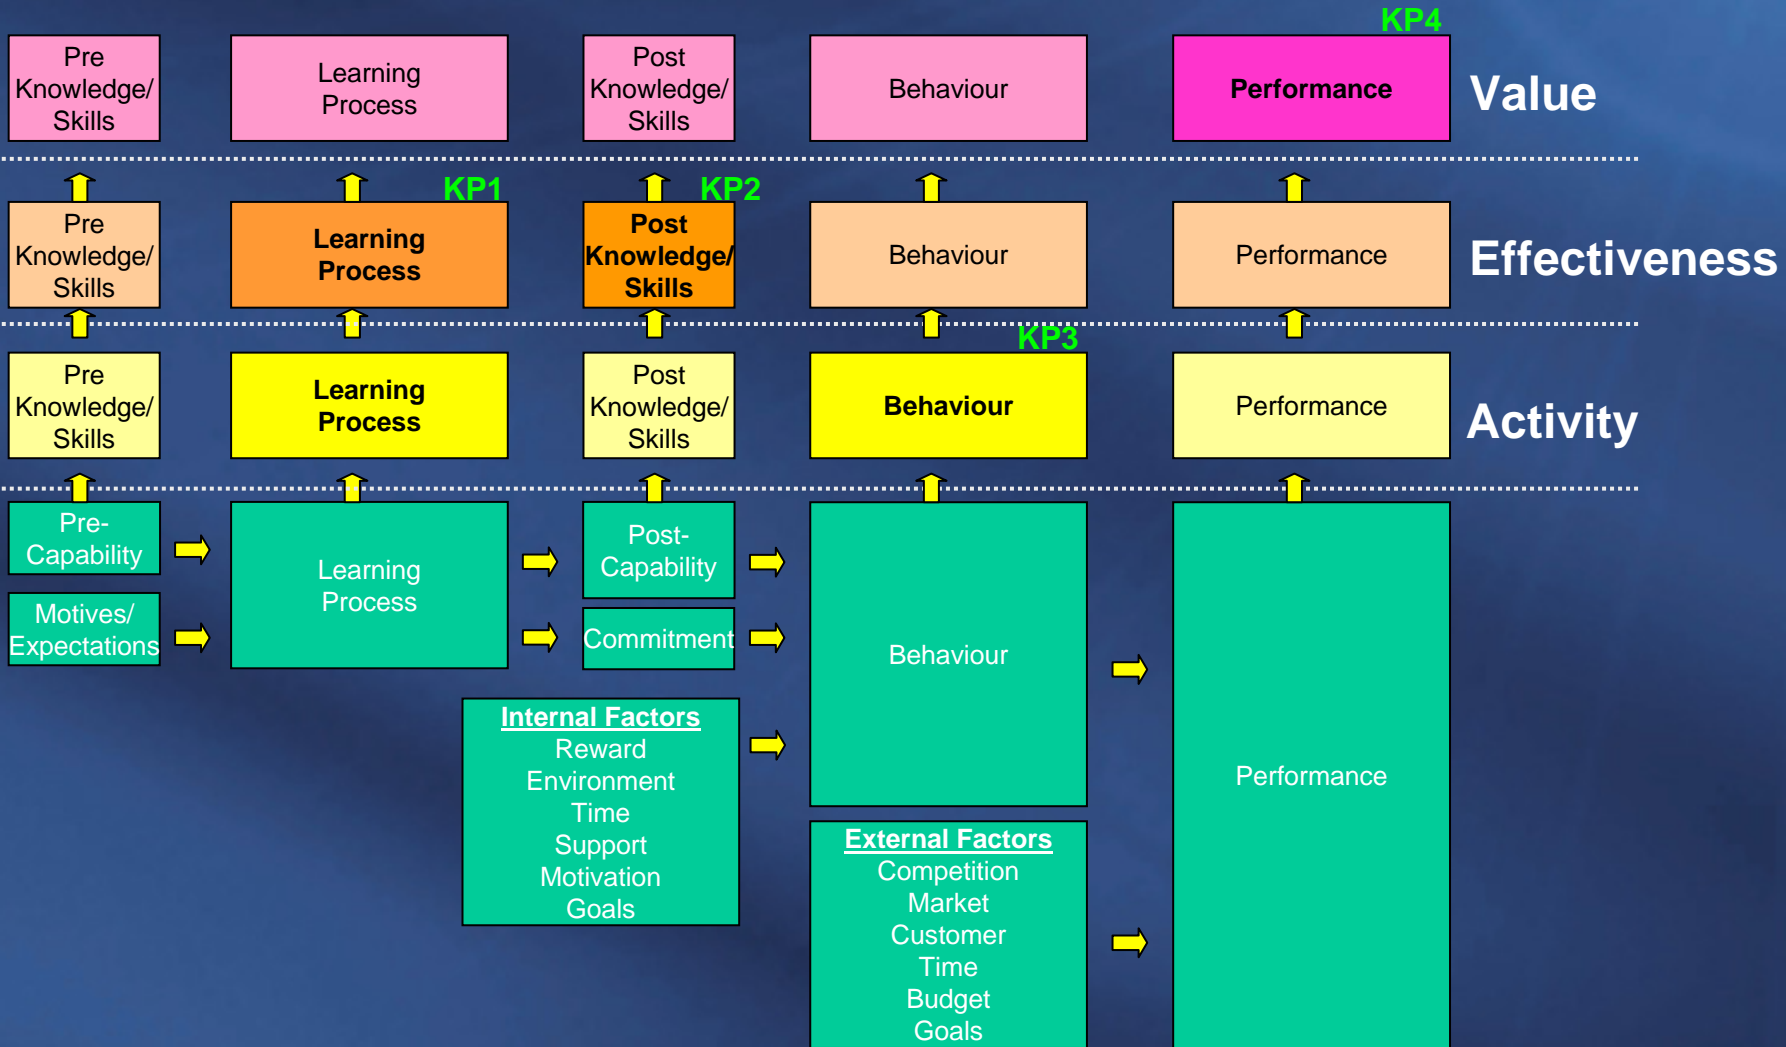 KP4
Pre
Knowledge/
Skills
Learning
Process
Post
Knowledge/
Skills
Behaviour
Performance
Value
KP1
KP2
Pre
Knowledge/
Skills
Learning
Process
Post
Knowledge/
Skills
Behaviour
Performance
Effectiveness
KP3
Pre
Knowledge/
Skills
Learning
Process
Post
Knowledge/
Skills
Behaviour
Performance
Activity
Pre-
Capability
Motives/
Expectations
Learning
Process
Post-
Capability
Commitment
Behaviour
Performance
Internal Factors
Reward
Environment
Time
Support
Motivation
Goals
External Factors
Competition
Market
Customer
Time
Budget
Goals